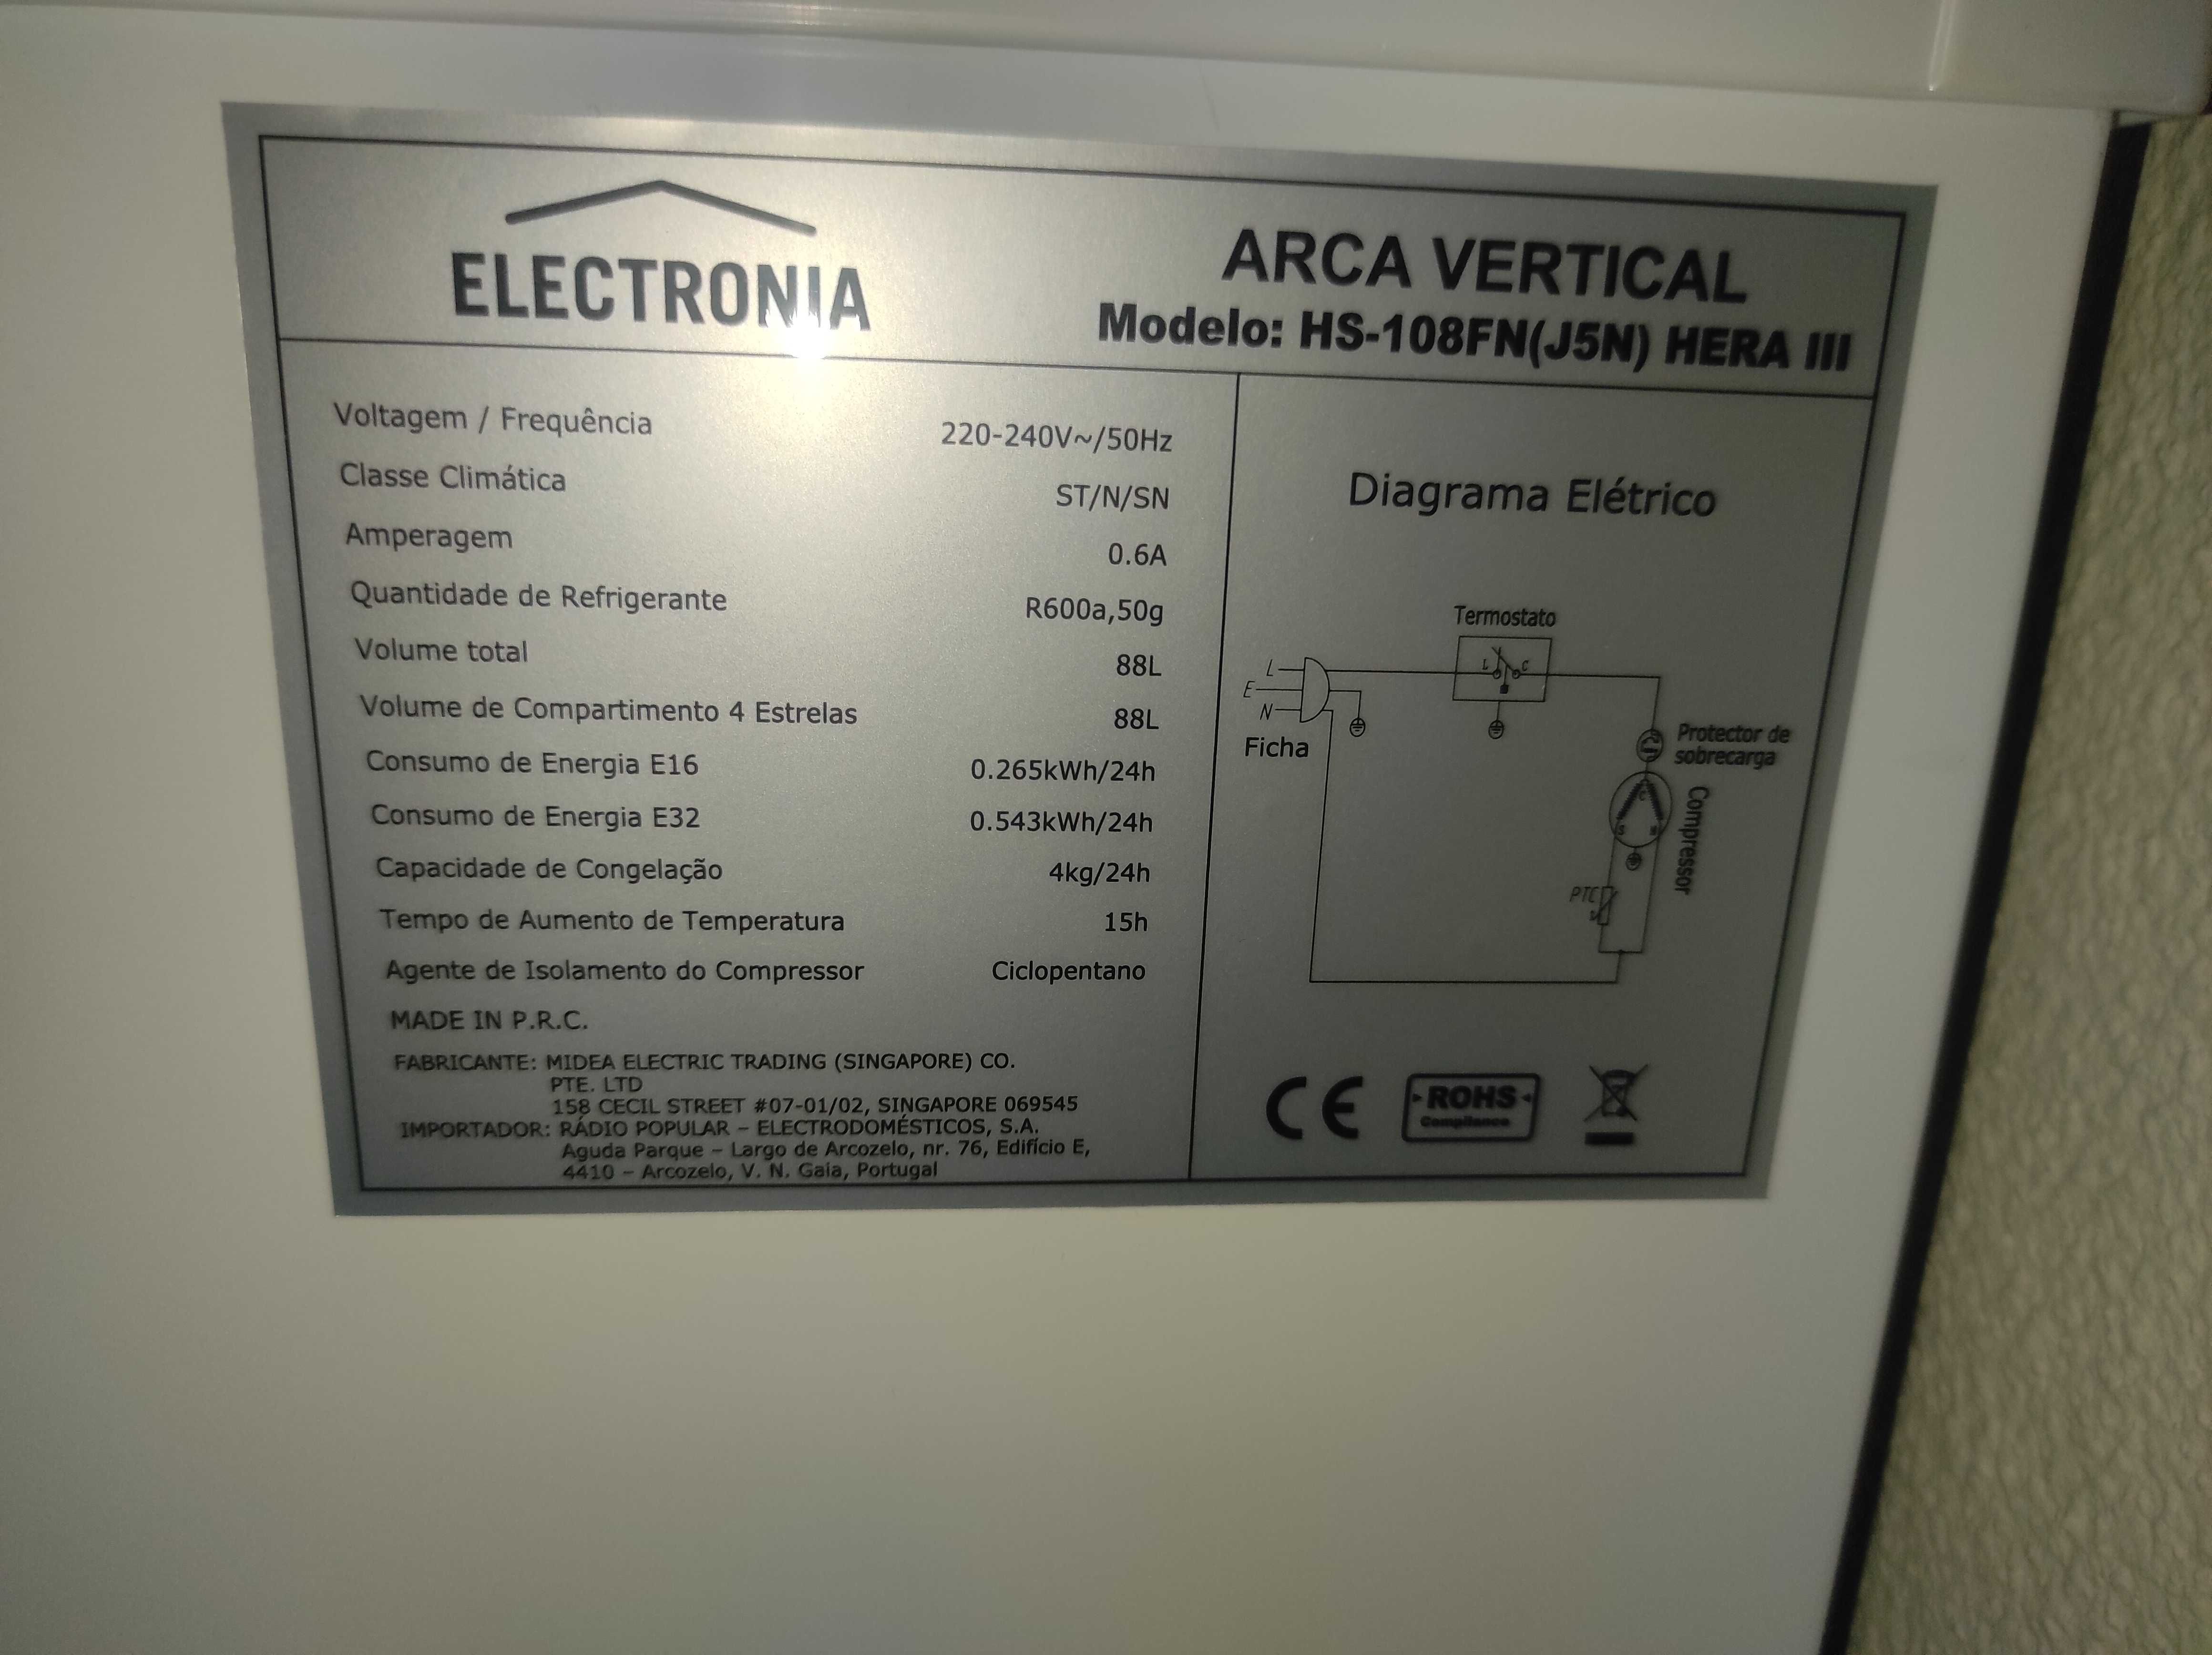 ELECTRONIA
ARCA VERTICAL
Modelo: HS-108FN(J5N) HERA III
Voltagem / Frequência 220-240V~/50Hz
Classe Climática ST/N/SN
Amperagem 0.6A
Quantidade de Refrigerante R600a,50g
Volume total 88L
Volume de Compartimento 4 Estrelas 88L
Consumo de Energia E16 0.265kWh/24h
Consumo de Energia E32 0.543kWh/24h
Capacidade de Congelação 4kg/24h
Tempo de Aumento de Temperatura 15h
Agente de Isolamento do Compressor Ciclopentano
MADE IN P.R.C.
FABRICANTE: MIDEA ELECTRIC TRADING (SINGAPORE) CO.
PTE. LTD
158 CECIL STREET #07-01/02, SINGAPORE 069545
IMPORTADOR: RÁDIO POPULAR – ELECTRODOMÉSTICOS, S.A.
Aguda Parque – Largo de Arcozelo, nr. 76, Edifício E,
4410 – Arcozelo, V. N. Gaia, Portugal
Diagrama Elétrico
Termostato
L C
L
E
N
Ficha
Protector de
sobrecarga
Compressor
C
S
PTC
CE
ROHS
Compliance